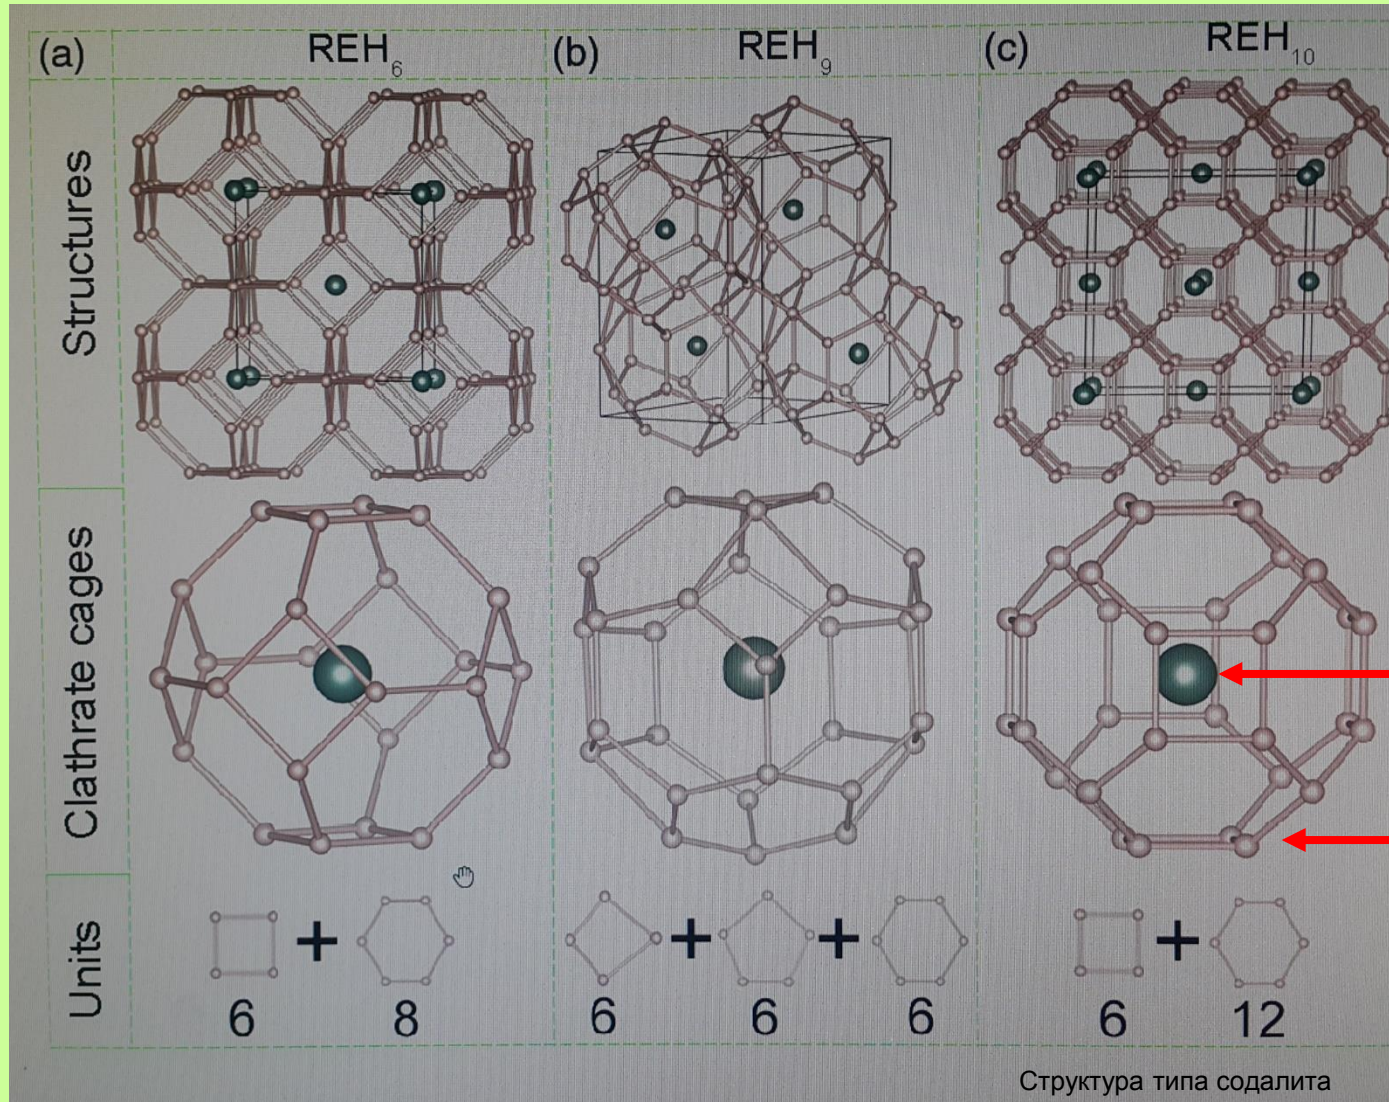 (a) REH₆ (b) REH₉ (c) REH₁₀
Structures
Clathrate cages
Units
+ + + +
6 8 6 6 6 6 12
Структура типа содалита